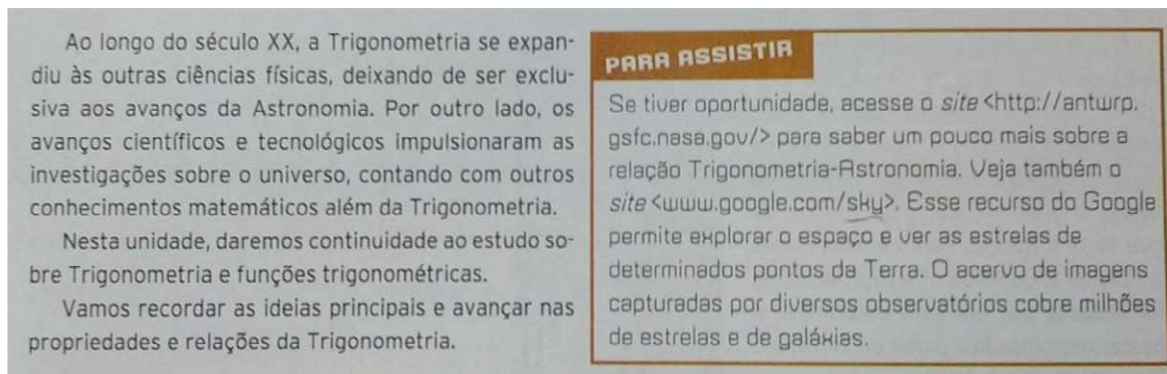 Ao longo do século XX, a Trigonometria se expan-
diu às outras ciências físicas, deixando de ser exclu-
siva aos avanços da Astronomia. Por outro lado, os
avanços científicos e tecnológicos impulsionaram as
investigações sobre o universo, contando com outros
conhecimentos matemáticos além da Trigonometria.
Nesta unidade, daremos continuidade ao estudo so-
bre Trigonometria e funções trigonométricas.
Vamos recordar as ideias principais e avançar nas
propriedades e relações da Trigonometria.
PARA ASSISTIR
Se tiver oportunidade, acesse o site <http://antwrp.
gsfc.nasa.gov/> para saber um pouco mais sobre a
relação Trigonometria-Astronomia. Veja também o
site <www.google.com/sky>. Esse recurso do Google
permite explorar o espaço e ver as estrelas de
determinados pontos da Terra. O acervo de imagens
capturadas por diversos observatórios cobre milhões
de estrelas e de galáxias.